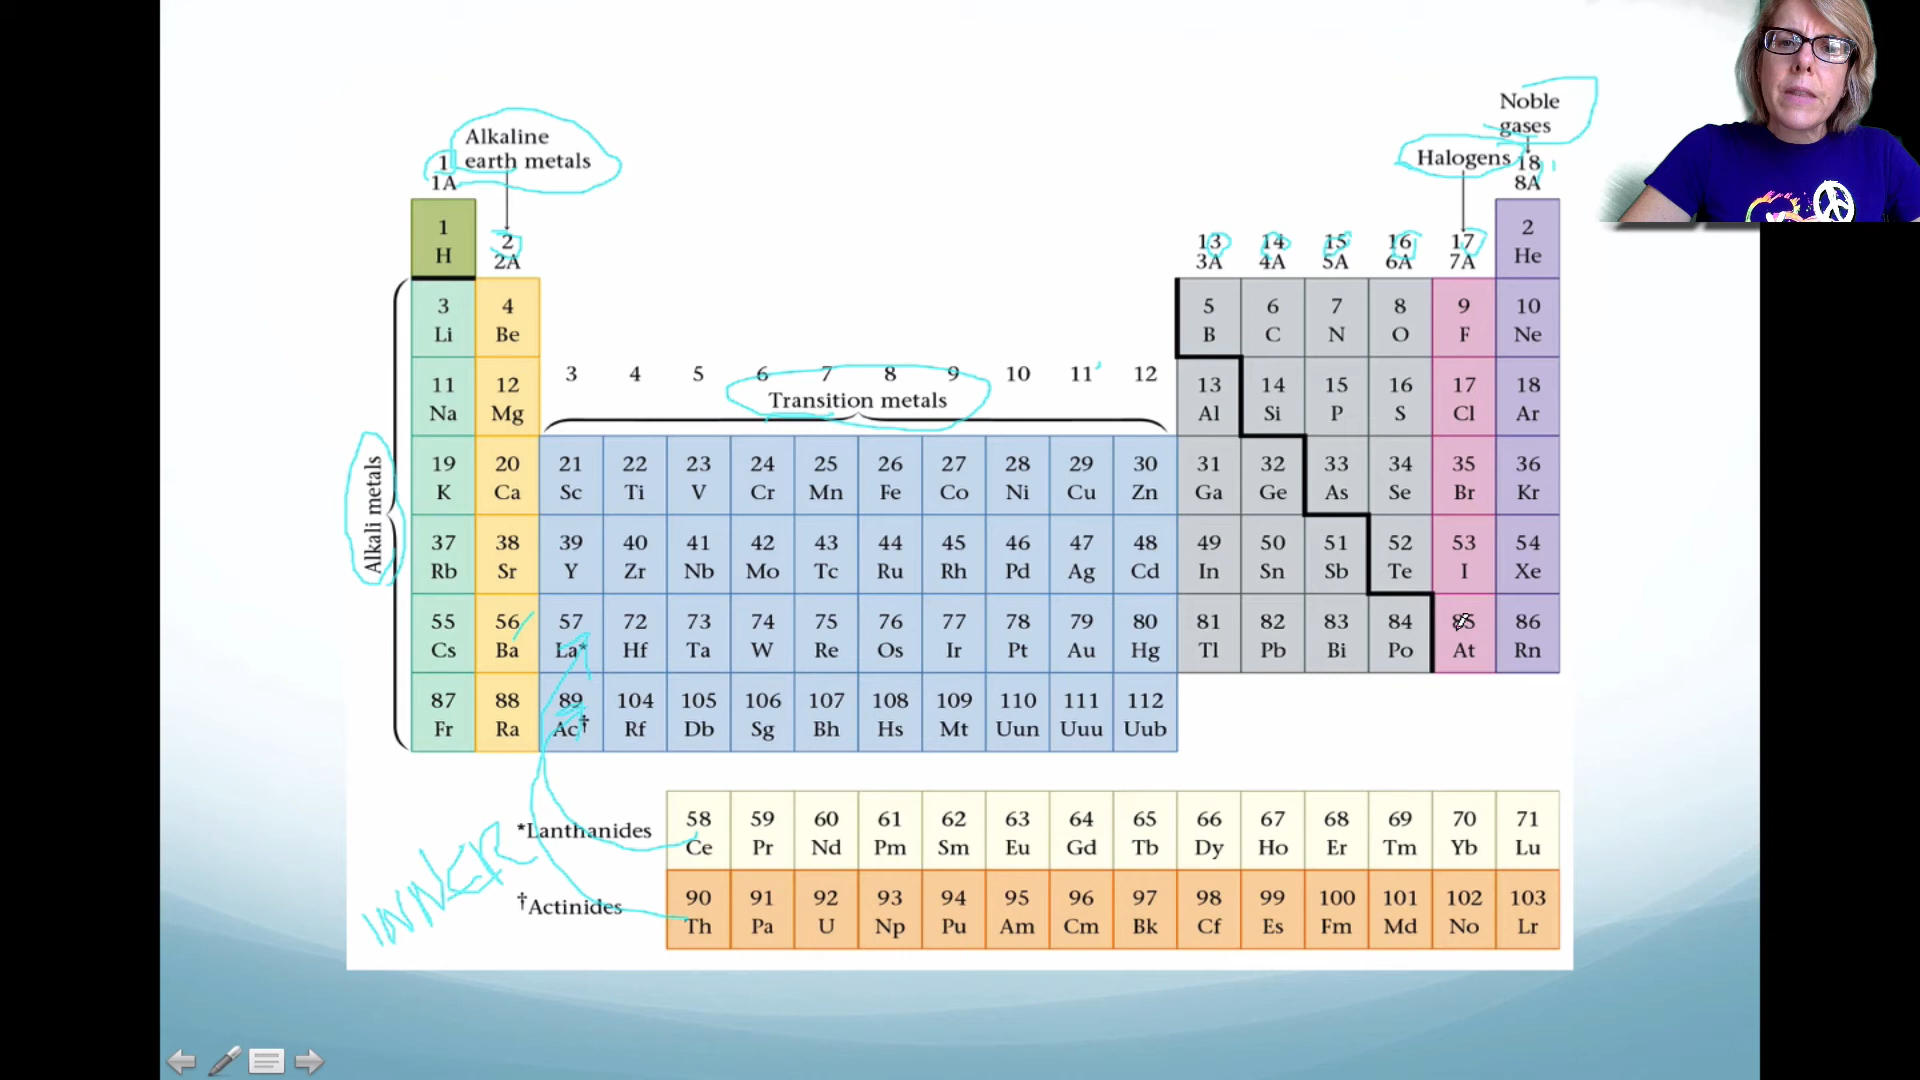 Noble
gases
Alkaline
earth metals
Halogens
1
1A
18
8A
2
2A
13 14 15 16 17
3A 4A 5A 6A 7A
1 2
H He
3 4 5 6 7 8 9 10
Li Be B C N O F Ne
3 4 5 6 7 8 9 10 11 12
Transition metals
11 12 13 14 15 16 17 18
Na Mg Al Si P S Cl Ar
Alkali metals
19 20 21 22 23 24 25 26 27 28 29 30 31 32 33 34 35 36
K Ca Sc Ti V Cr Mn Fe Co Ni Cu Zn Ga Ge As Se Br Kr
37 38 39 40 41 42 43 44 45 46 47 48 49 50 51 52 53 54
Rb Sr Y Zr Nb Mo Tc Ru Rh Pd Ag Cd In Sn Sb Te I Xe
55 56 57 72 73 74 75 76 77 78 79 80 81 82 83 84 85 86
Cs Ba La* Hf Ta W Re Os Ir Pt Au Hg Tl Pb Bi Po At Rn
87 88 89 104 105 106 107 108 109 110 111 112
Fr Ra Ac† Rf Db Sg Bh Hs Mt Uun Uuu Uub
*Lanthanides
58 59 60 61 62 63 64 65 66 67 68 69 70 71
Ce Pr Nd Pm Sm Eu Gd Tb Dy Ho Er Tm Yb Lu
INNER
†Actinides
90 91 92 93 94 95 96 97 98 99 100 101 102 103
Th Pa U Np Pu Am Cm Bk Cf Es Fm Md No Lr